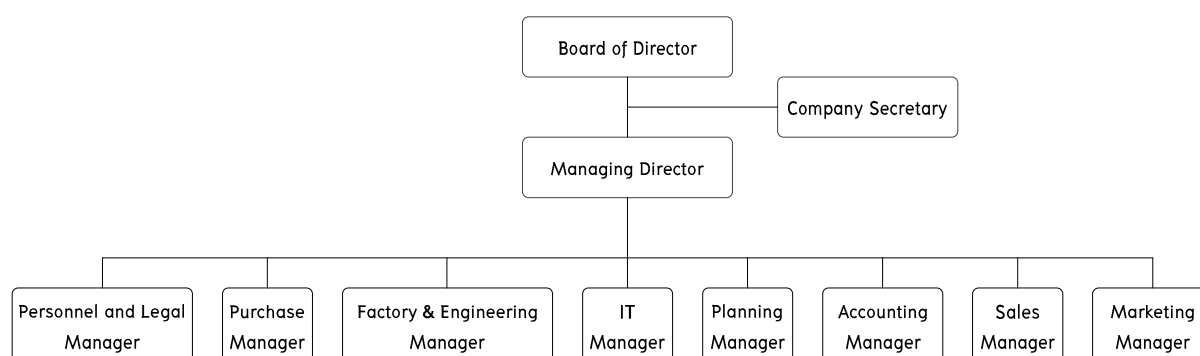 Board of Director
Company Secretary
Managing Director
Personnel and Legal
Manager
Purchase
Manager
Factory & Engineering
Manager
IT
Manager
Planning
Manager
Accounting
Manager
Sales
Manager
Marketing
Manager